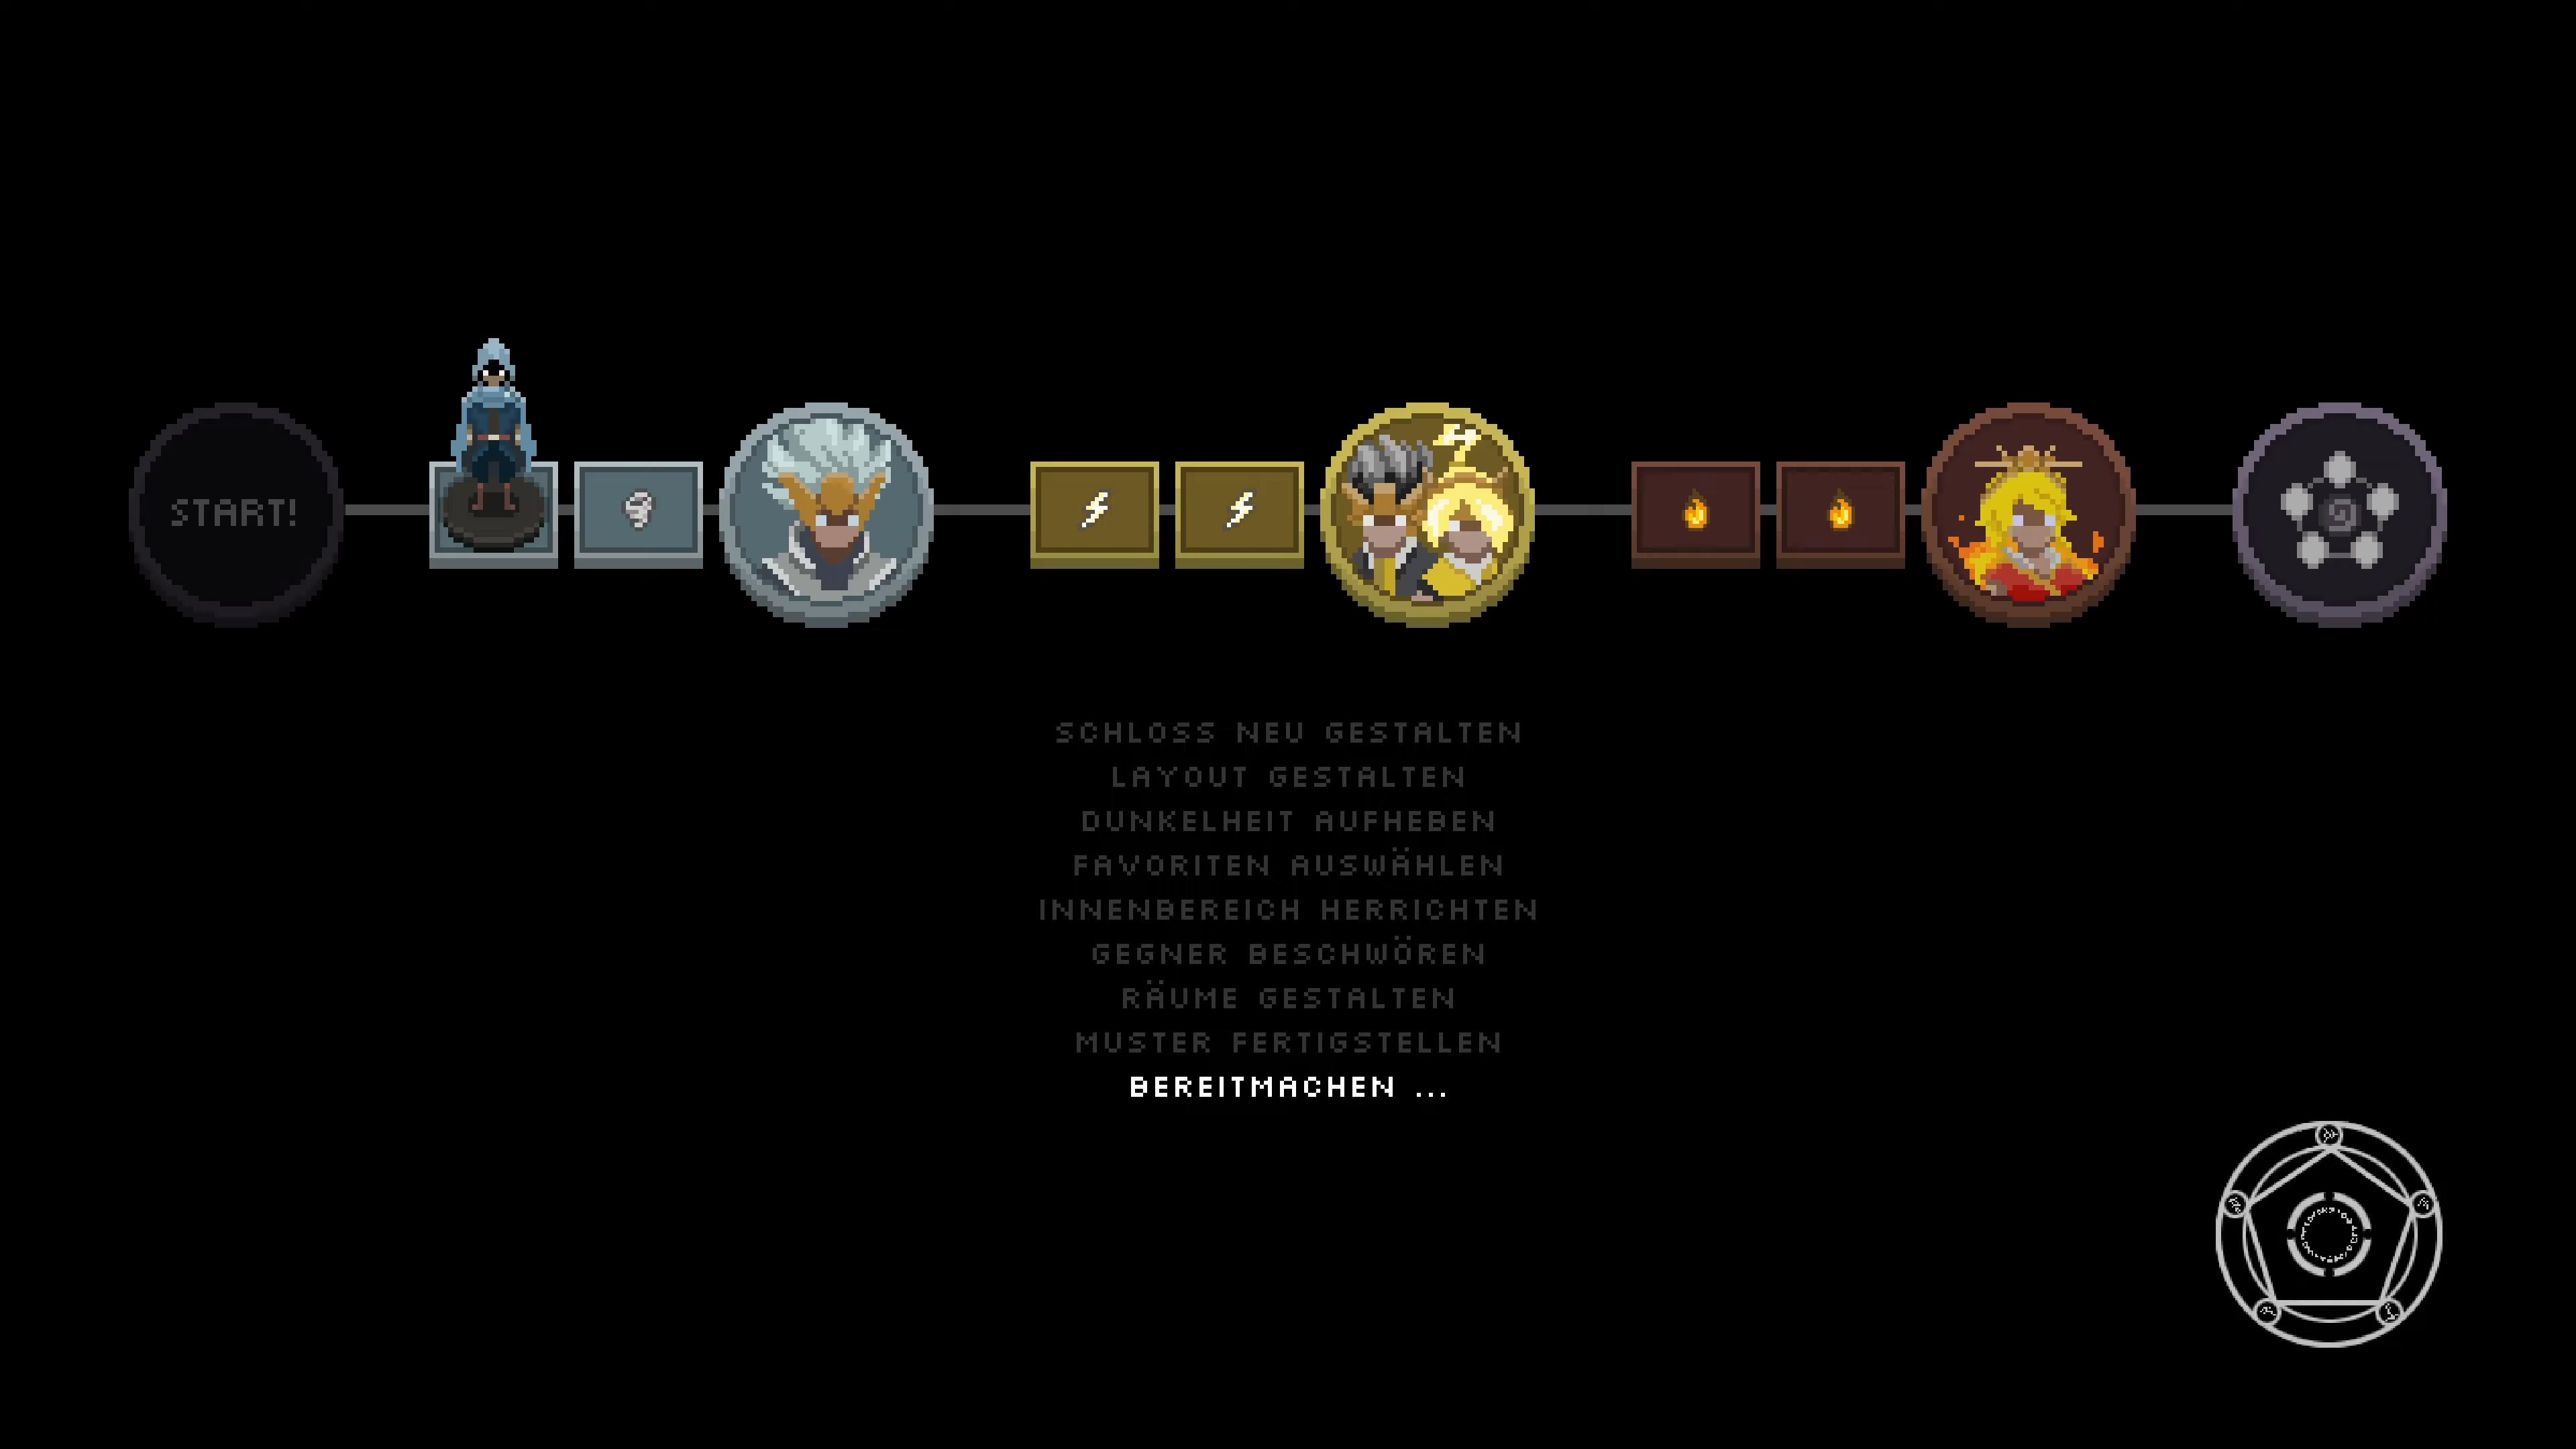 START!
SCHLOSS NEU GESTALTEN
LAYOUT GESTALTEN
DUNKELHEIT AUFHEBEN
FAVORITEN AUSWÄHLEN
INNENBEREICH HERRICHTEN
GEGNER BESCHWÖREN
RÄUME GESTALTEN
MUSTER FERTIGSTELLEN
BEREITMACHEN ...